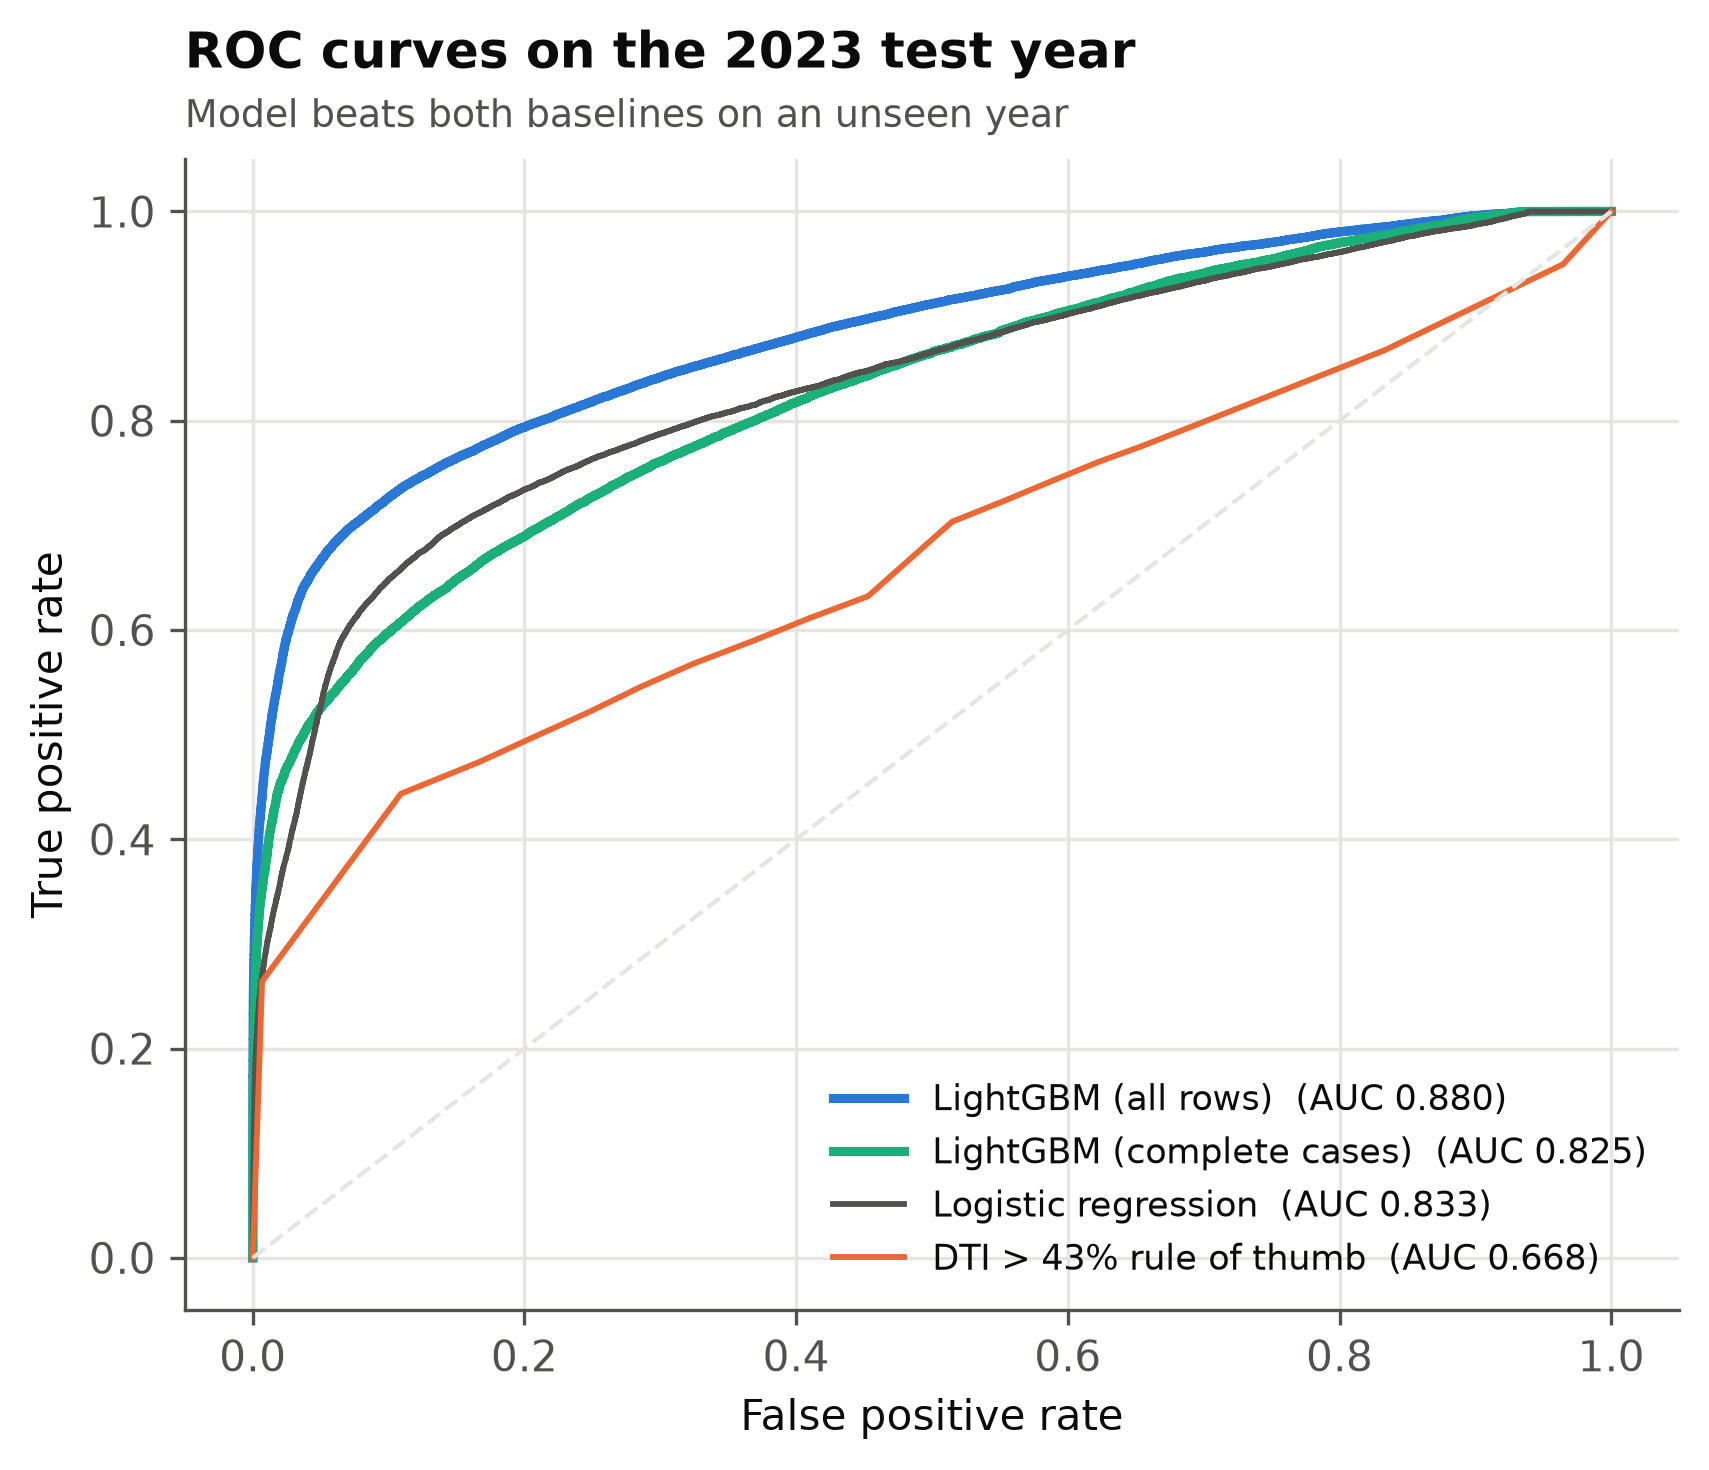 ROC curves on the 2023 test year
Model beats both baselines on an unseen year
True positive rate
1.0
0.8
0.6
0.4
0.2
0.0
LightGBM (all rows) (AUC 0.880)
LightGBM (complete cases) (AUC 0.825)
Logistic regression (AUC 0.833)
DTI > 43% rule of thumb (AUC 0.668)
0.0 0.2 0.4 0.6 0.8 1.0
False positive rate